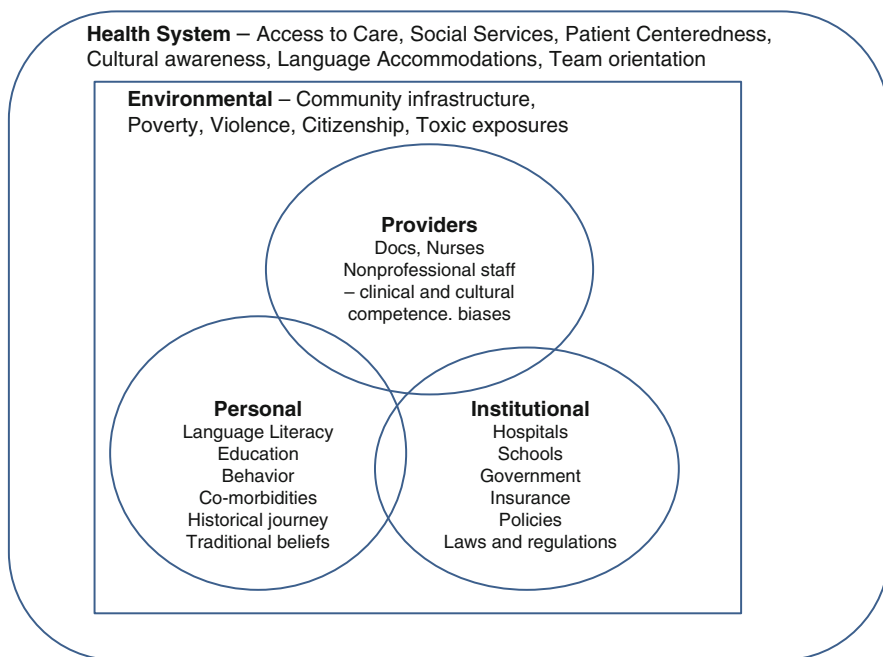 Health System – Access to Care, Social Services, Patient Centeredness,
Cultural awareness, Language Accommodations, Team orientation
Environmental – Community infrastructure,
Poverty, Violence, Citizenship, Toxic exposures
Providers
Docs, Nurses
Nonprofessional staff
– clinical and cultural
competence. biases
Personal
Language Literacy
Education
Behavior
Co-morbidities
Historical journey
Traditional beliefs
Institutional
Hospitals
Schools
Government
Insurance
Policies
Laws and regulations